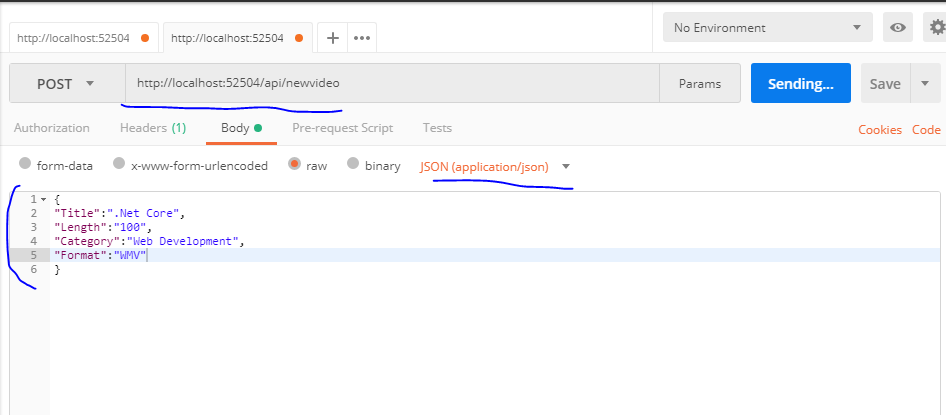 http://localhost:52504 http://localhost:52504 + ••• No Environment
POST http://localhost:52504/api/newvideo Params Sending... Save
Authorization Headers (1) Body Pre-request Script Tests Cookies Code
form-data x-www-form-urlencoded raw binary JSON (application/json)
1 {
2 "Title":".Net Core",
3 "Length":"100",
4 "Category":"Web Development",
5 "Format":"WMV"
6 }